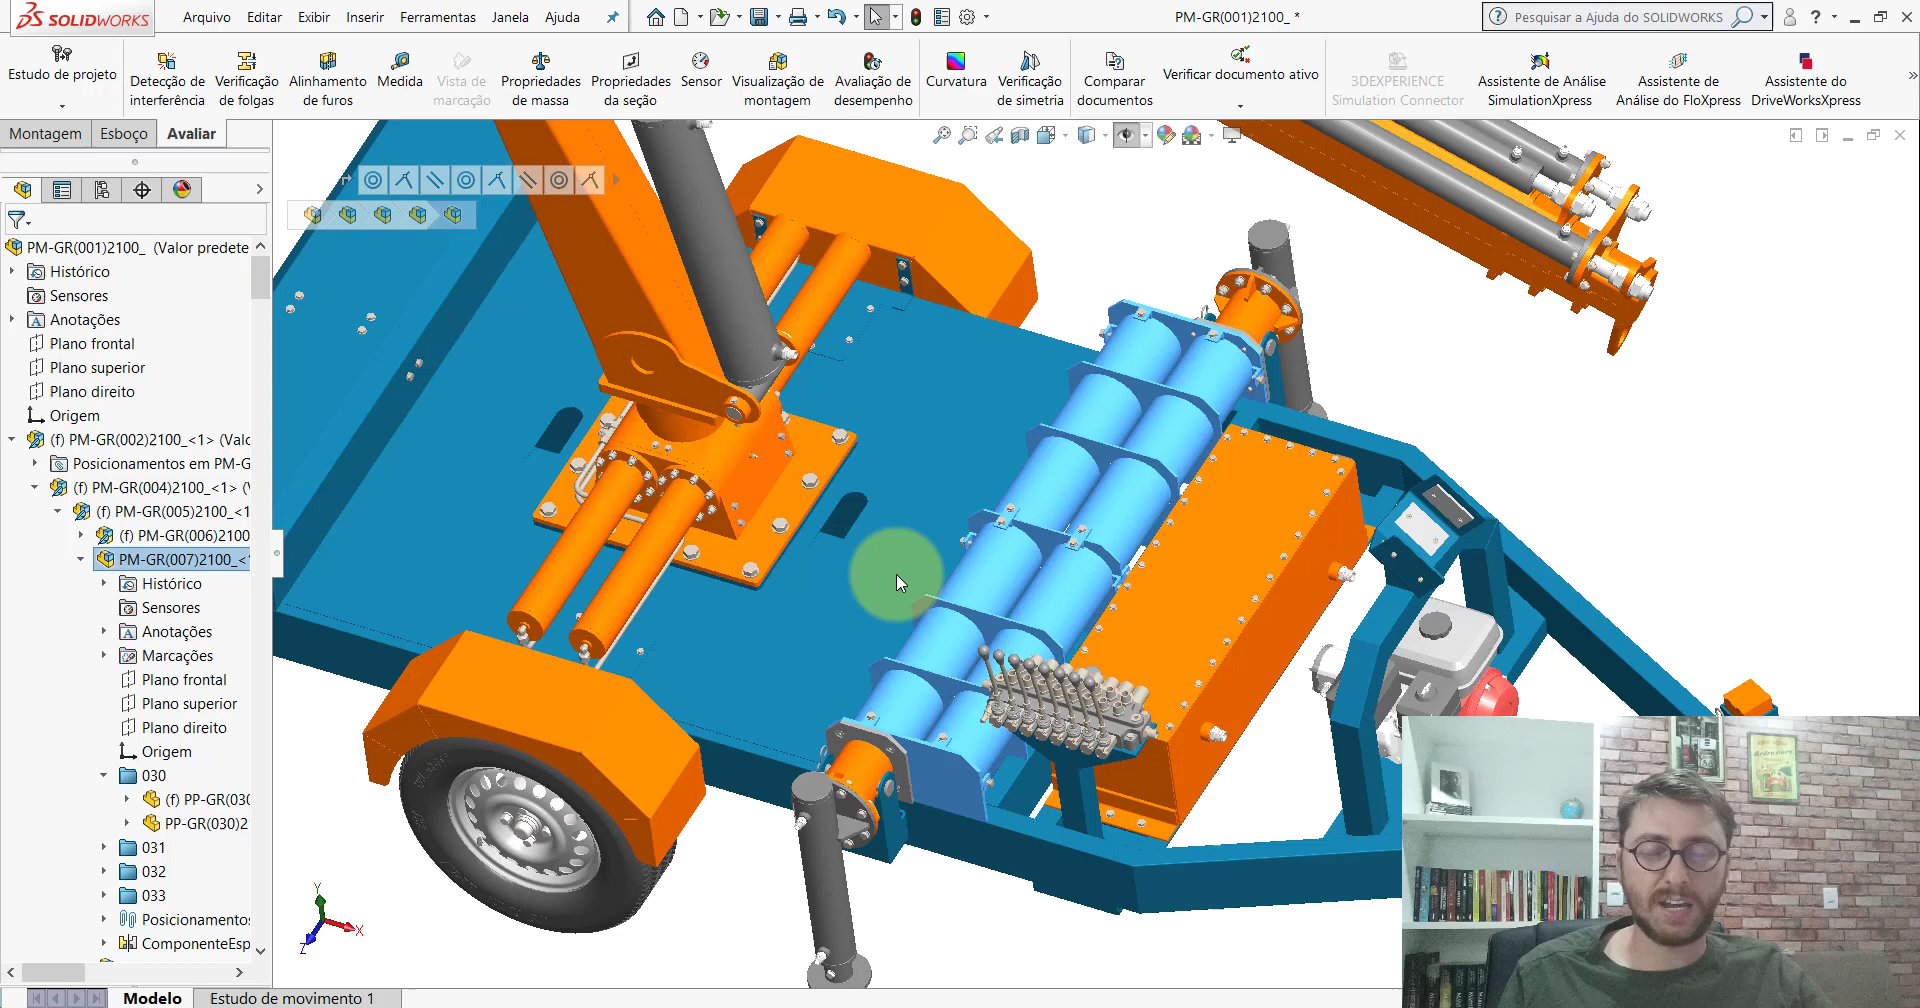 SOLIDWORKS
Arquivo Editar Exibir Inserir Ferramentas Janela Ajuda
PM-GR(001)2100_ *
Pesquisar a Ajuda do SOLIDWORKS
Estudo de projeto
Detecção de interferência
Verificação de folgas
Alinhamento de furos
Medida
Vista de marcação
Propriedades de massa
Propriedades da seção
Sensor
Visualização de montagem
Avaliação de desempenho
Curvatura
Verificação de simetria
Comparar documentos
Verificar documento ativo
3DEXPERIENCE Simulation Connector
Assistente de Análise SimulationXpress
Assistente de Análise do FloXpress
Assistente do DriveWorksXpress
Montagem Esboço Avaliar
PM-GR(001)2100_ (Valor predete
Histórico
Sensores
Anotações
Plano frontal
Plano superior
Plano direito
Origem
(f) PM-GR(002)2100_<1> (Valc
Posicionamentos em PM-G
(f) PM-GR(004)2100_<1> (V
(f) PM-GR(005)2100_<1
(f) PM-GR(006)2100
PM-GR(007)2100_<
Histórico
Sensores
Anotações
Marcações
Plano frontal
Plano superior
Plano direito
Origem
030
(f) PP-GR(030
PP-GR(030)2
031
032
033
Posicionamentos
ComponenteEsp
Y
X
Z
Modelo Estudo de movimento 1